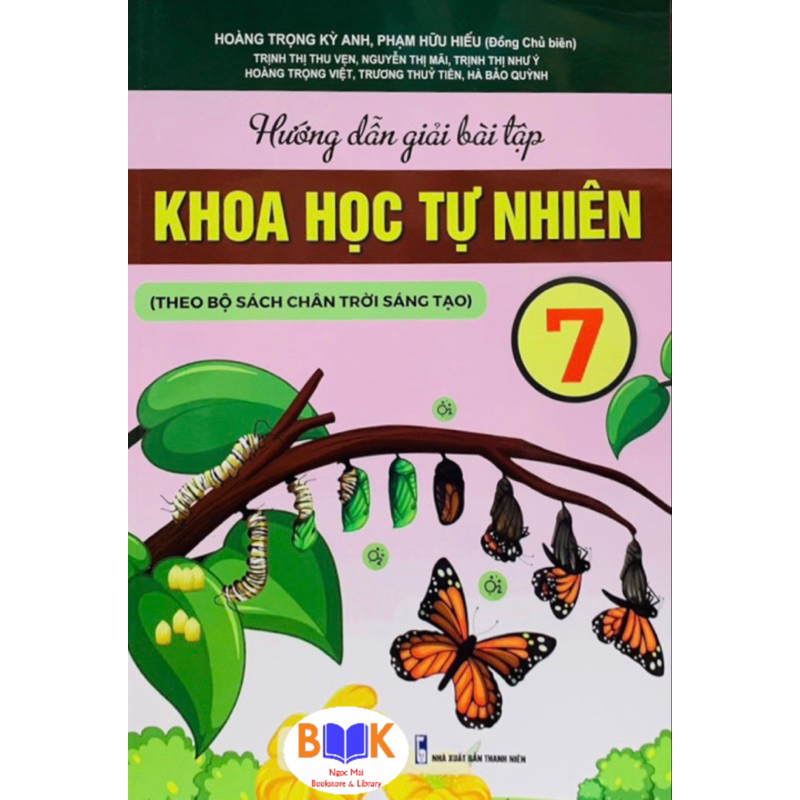 HOÀNG TRỌNG KỲ ANH, PHẠM HỮU HIẾU (Đồng Chủ biên)
TRỊNH THỊ THU VẸN, NGUYỄN THỊ MÃI, TRỊNH THỊ NHƯ Ý
HOÀNG TRỌNG VIỆT, TRƯƠNG THUỲ TIÊN, HÀ BẢO QUỲNH
Hướng dẫn giải bài tập
KHOA HỌC TỰ NHIÊN
(THEO BỘ SÁCH CHÂN TRỜI SÁNG TẠO)
7
BOOK
Ngọc Mai
Bookstore & Library
NHÀ XUẤT BẢN THANH NIÊN